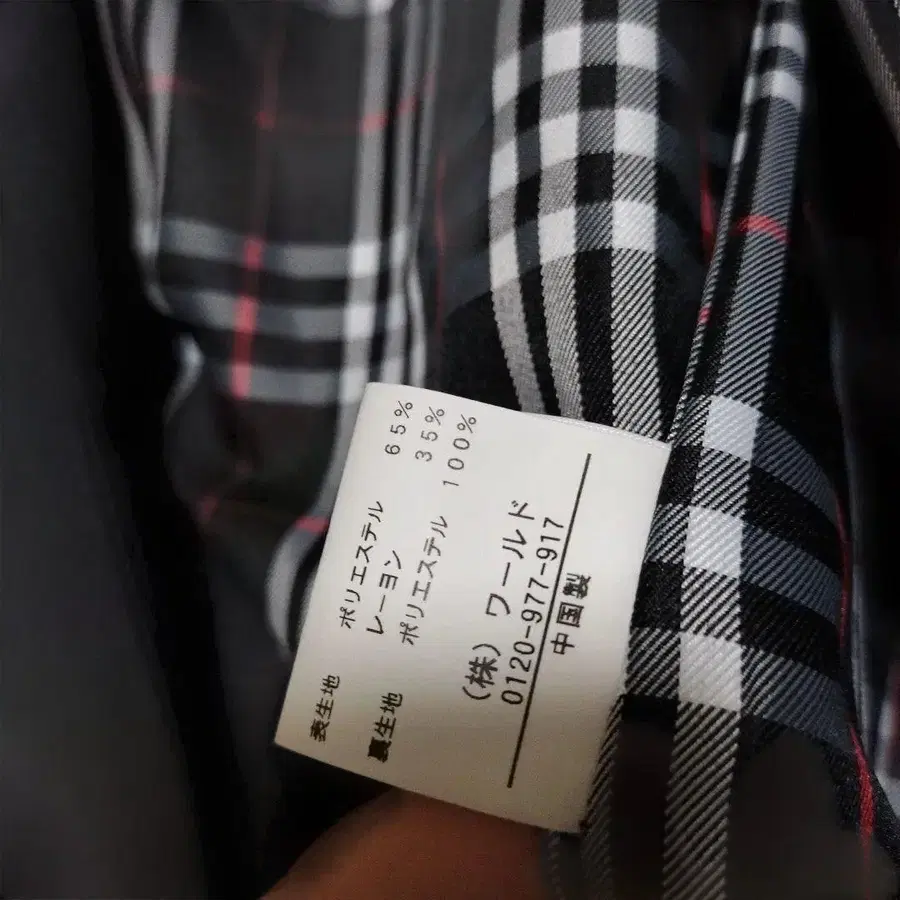 表生地 ポリエステル 65%
レーヨン 35%
裏生地 ポリエステル 100%
(株) ワールド
0120-977-917
中国製